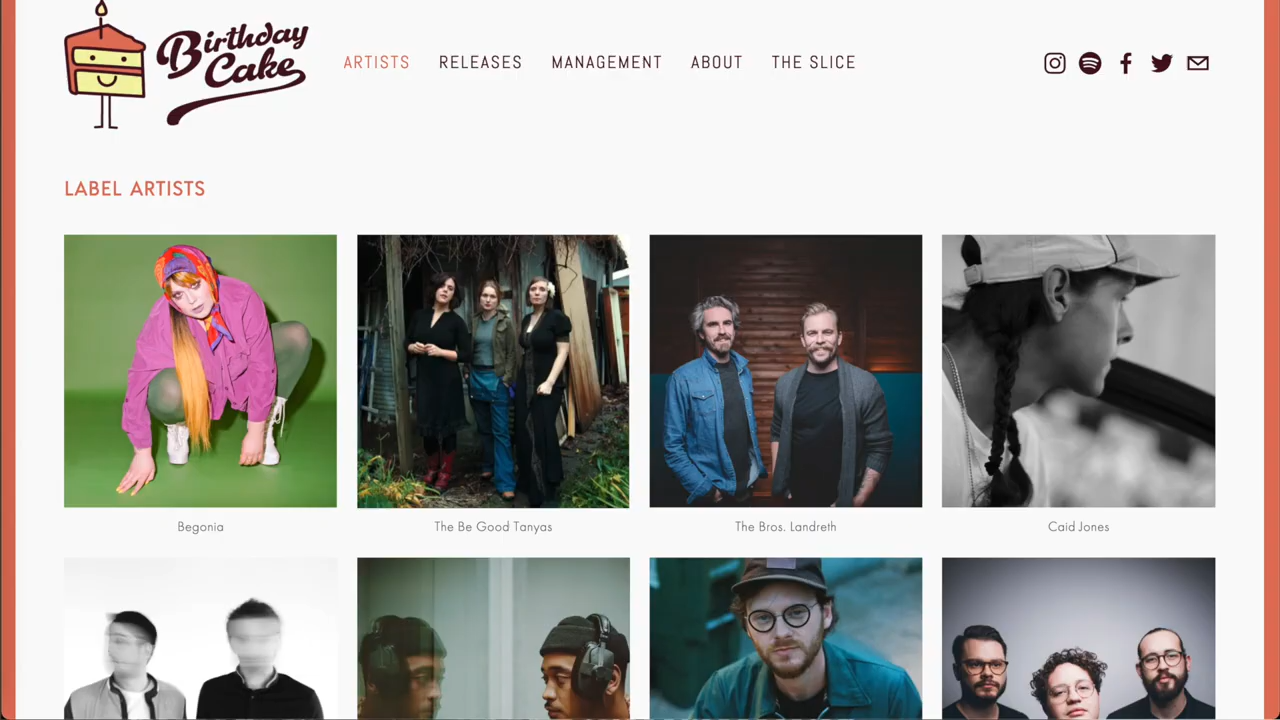 Birthday
Cake
ARTISTS RELEASES MANAGEMENT ABOUT THE SLICE
LABEL ARTISTS
Begonia The Be Good Tanyas The Bros. Landreth Caid Jones